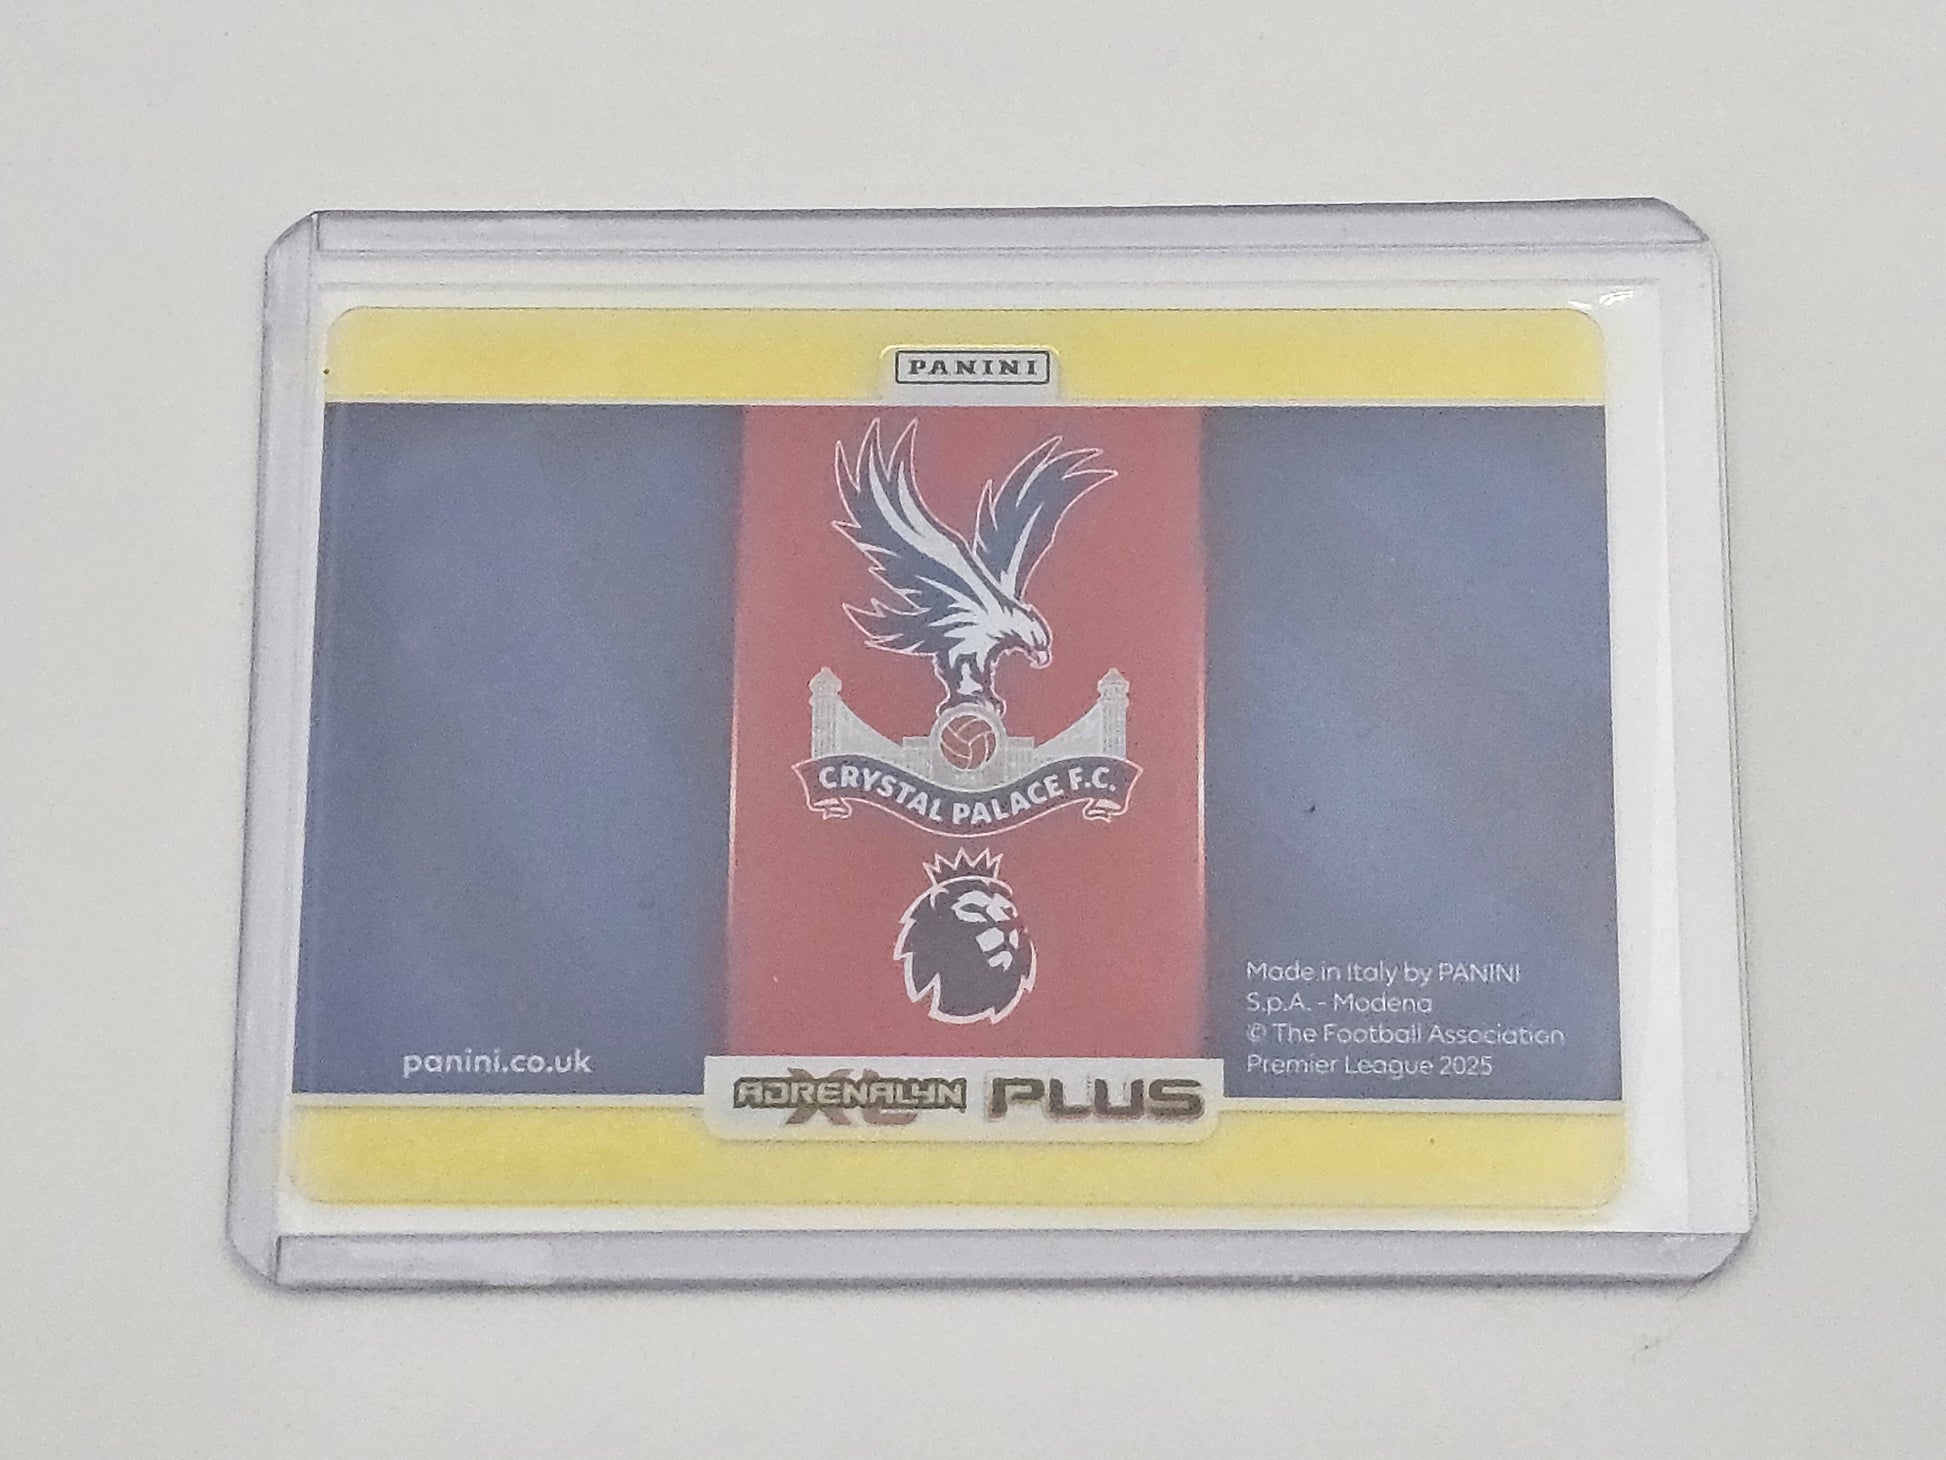 PANINI
CRYSTAL PALACE F.C.
Made in Italy by PANINI
S.p.A. - Modena
© The Football Association
Premier League 2025
panini.co.uk
ADRENALYN XL PLUS